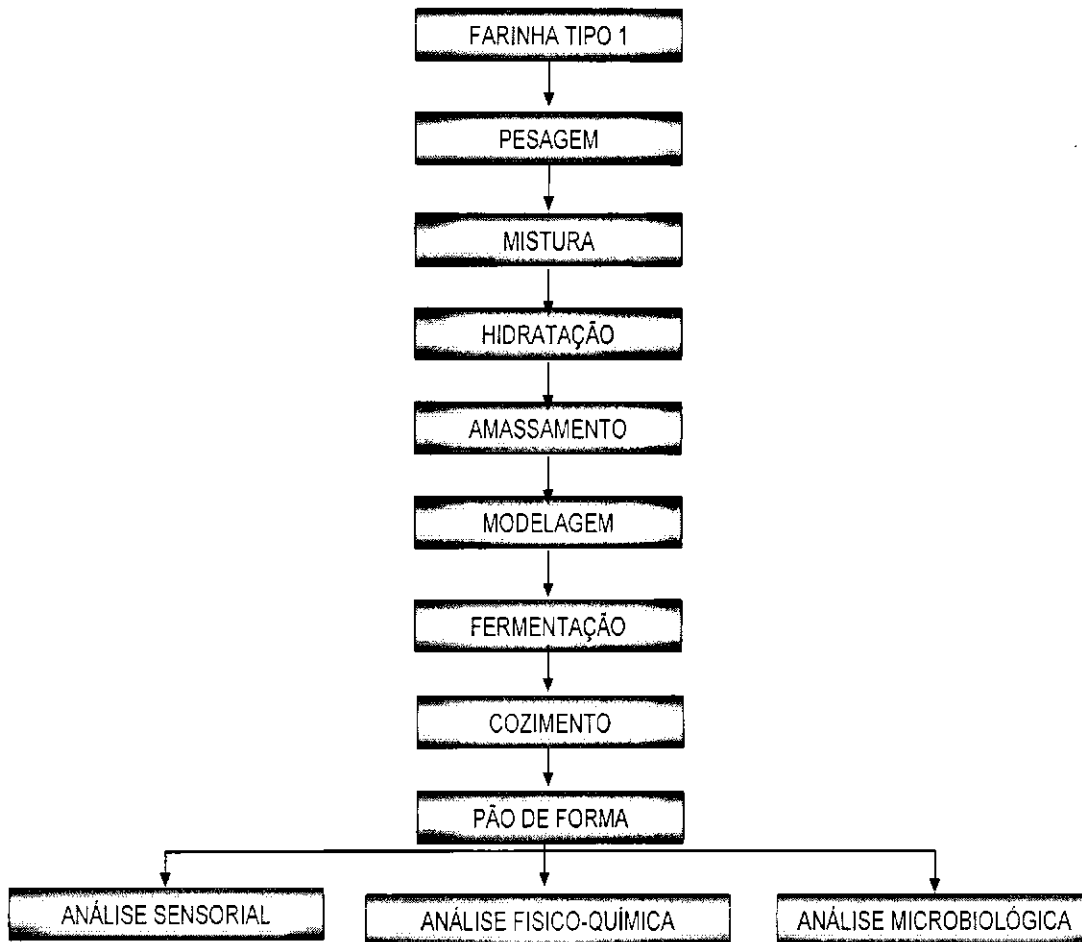 FARINHA TIPO 1
PESAGEM
MISTURA
HIDRATAÇÃO
AMASSAMENTO
MODELAGEM
FERMENTAÇÃO
COZIMENTO
PÃO DE FORMA
ANÁLISE SENSORIAL
ANÁLISE FISICO-QUÍMICA
ANÁLISE MICROBIOLÓGICA